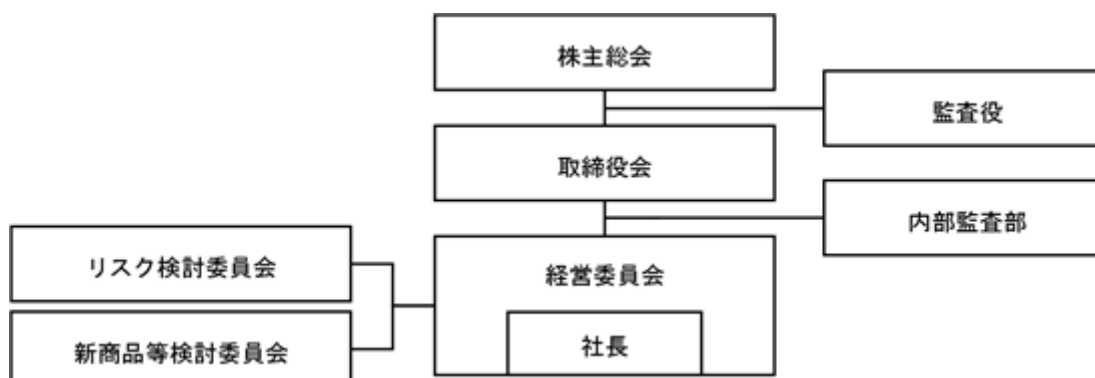 株主総会
監査役
取締役会
内部監査部
リスク検討委員会
経営委員会
新商品等検討委員会
社長